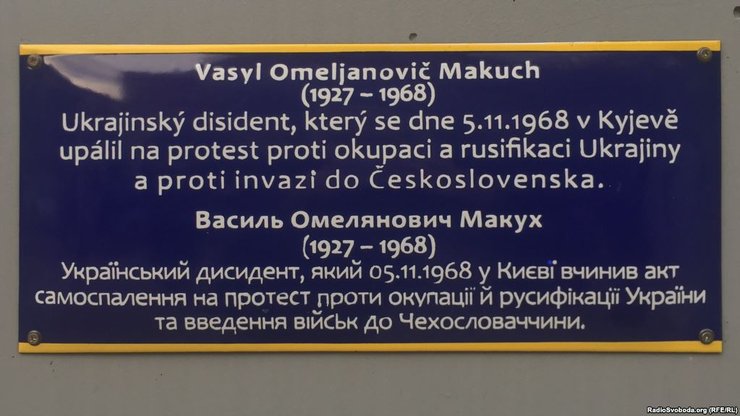 Vasyl Omeljanovič Makuch
(1927 – 1968)
Ukrajinský disident, který se dne 5.11.1968 v Kyjevě
upálil na protest proti okupaci a rusifikaci Ukrajiny
a proti invazi do Československa.
Василь Омелянович Макух
(1927 – 1968)
Український дисидент, який 05.11.1968 у Києві вчинив акт
самоспалення на протест проти окупації й русифікації України
та введення військ до Чехословаччини.
RadioSvoboda.org (RFE/RL)